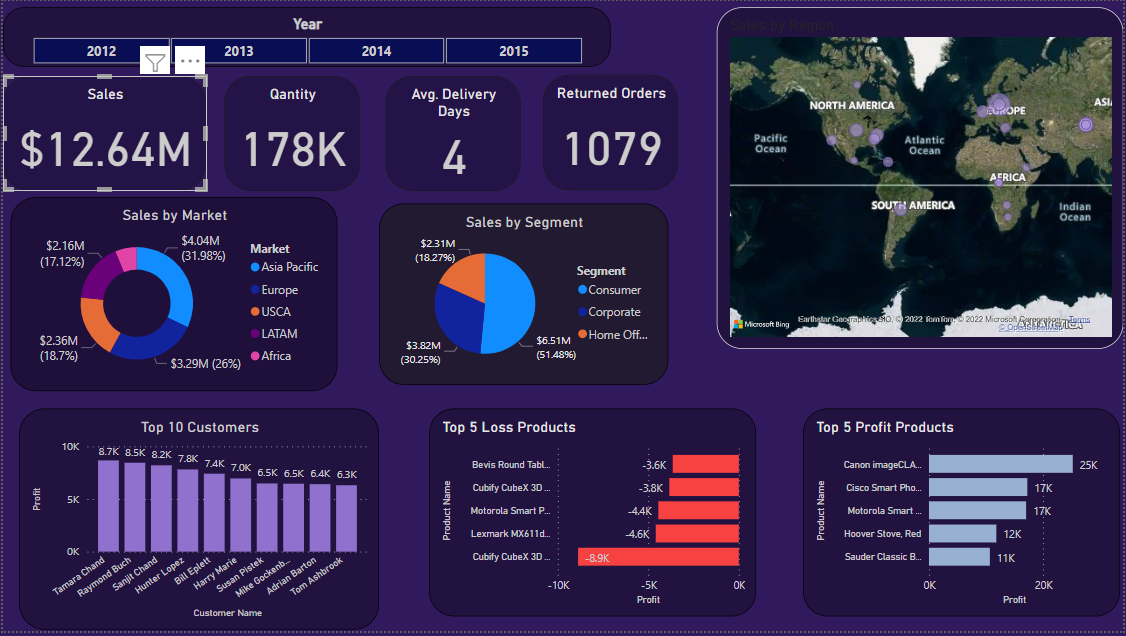 Year
2012
2013
2014
2015
Sales
$12.64M
Qantity
178K
Avg. Delivery
Days
4
Returned Orders
1079
Sales by Region
NORTH AMERICA
EUROPE
ASI
Pacific
Ocean
Atlantic
Ocean
AFRICA
SOUTH AMERICA
Indian
Ocean
Microsoft Bing
Earthstar Geographics SIO, © 2022 TomTom, © 2022 Microsoft Corporation Terms
© OpenStreetMap
ANTARCTICA
Sales by Market
$4.04M
(31.98%)
$3.29M (26%)
$2.36M
(18.7%)
$2.16M
(17.12%)
Market
Asia Pacific
Europe
USCA
LATAM
Africa
Sales by Segment
$2.31M
(18.27%)
$3.82M
(30.25%)
$6.51M
(51.48%)
Segment
Consumer
Corporate
Home Off...
Top 10 Customers
Profit
10K
5K
0K
8.7K
8.5K
8.2K
7.8K
7.4K
7.0K
6.5K
6.5K
6.4K
6.3K
Tamara Chand
Raymond Buch
Sanjit Chand
Hunter Lopez
Bill Eplett
Harry Marie
Susan Pistek
Mike Gockenb...
Adrian Barton
Tom Ashbrook
Customer Name
Top 5 Loss Products
Product Name
Bevis Round Tabl... -3.6K
Cubify CubeX 3D ... -3.8K
Motorola Smart P... -4.4K
Lexmark MX611d... -4.6K
Cubify CubeX 3D ... -8.9K
-10K -5K 0K
Profit
Top 5 Profit Products
Product Name
Canon imageCLA... 25K
Cisco Smart Pho... 17K
Motorola Smart ... 17K
Hoover Stove, Red 12K
Sauder Classic B... 11K
0K 20K
Profit